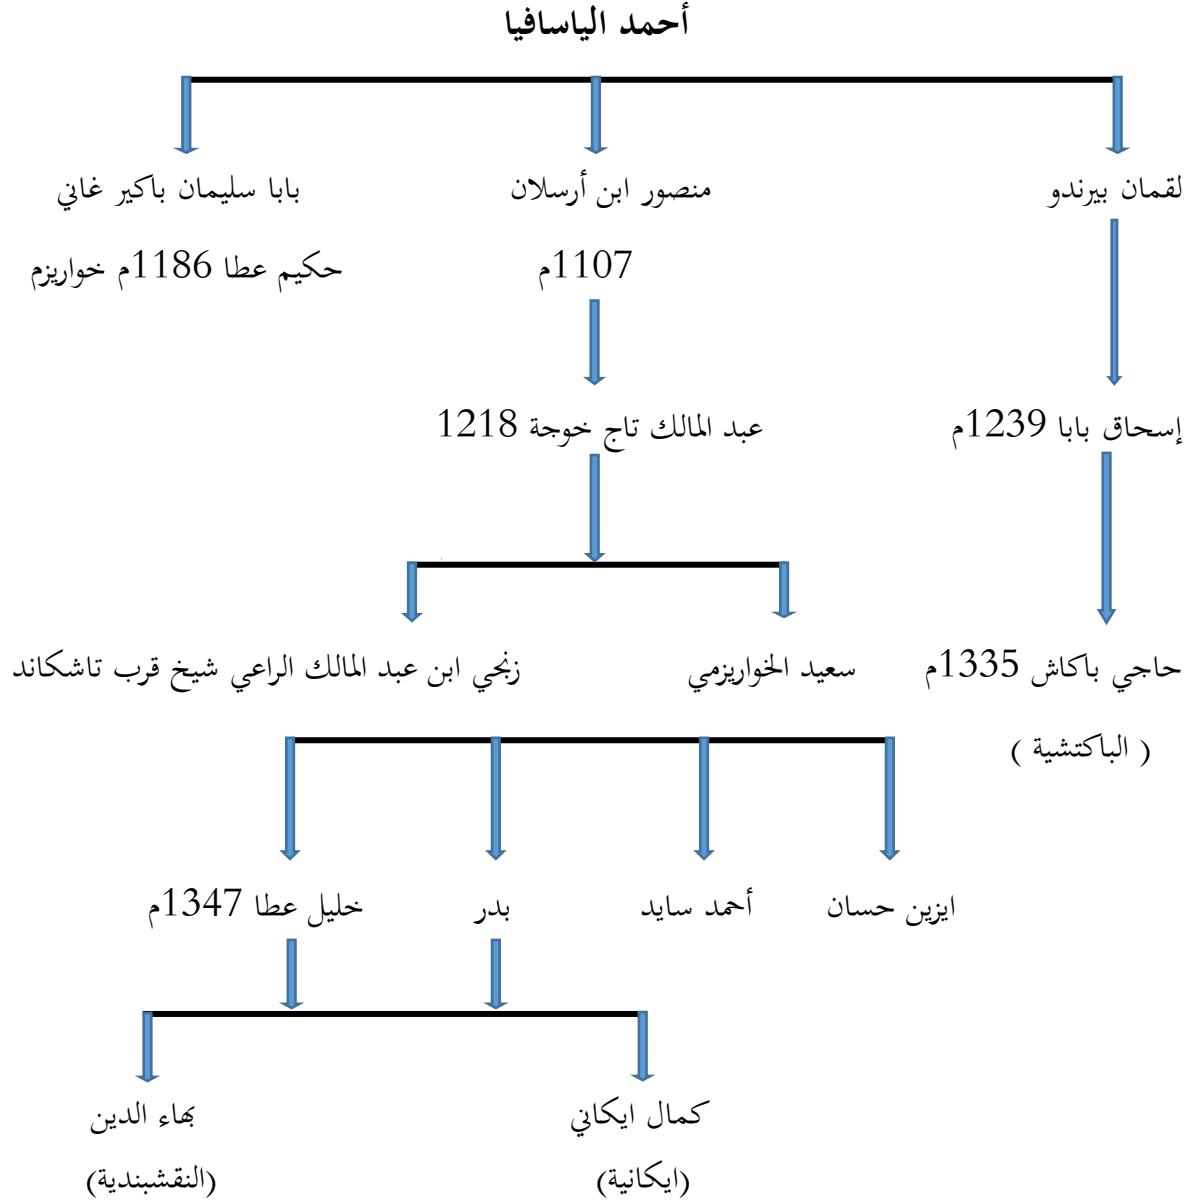 أحمد الياسافيا
لقمان بيرندو
منصور ابن أرسلان
بابا سليمان باكير غاني
1107م
حكيم عطا 1186م خواريزم
إسحاق بابا 1239م
عبد المالك تاج خوجة 1218
حاجي باكاش 1335م
سعيد الخواريزمي
زنجي ابن عبد المالك الراعي شيخ قرب تاشكاند
( الباكتشية )
ايزين حسان
أحمد سايد
بدر
خليل عطا 1347م
كمال ايكاني
بهاء الدين
(ايكانية)
(النقشبندية)